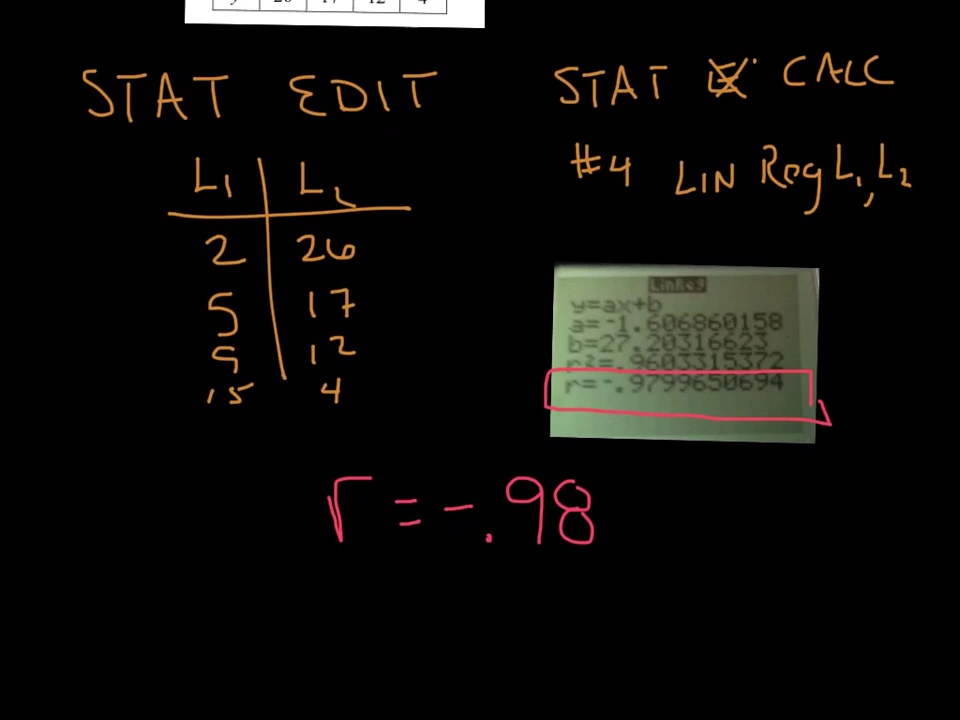 STAT EDIT
L1 L2
2 26
5 17
9 12
15 4
STAT CALC
#4 LIN Reg L1, L2
LinReg
y=ax+b
a=-1.606860158
b=27.20316623
r²=.9603315372
r=-.9799650694
r = -.98